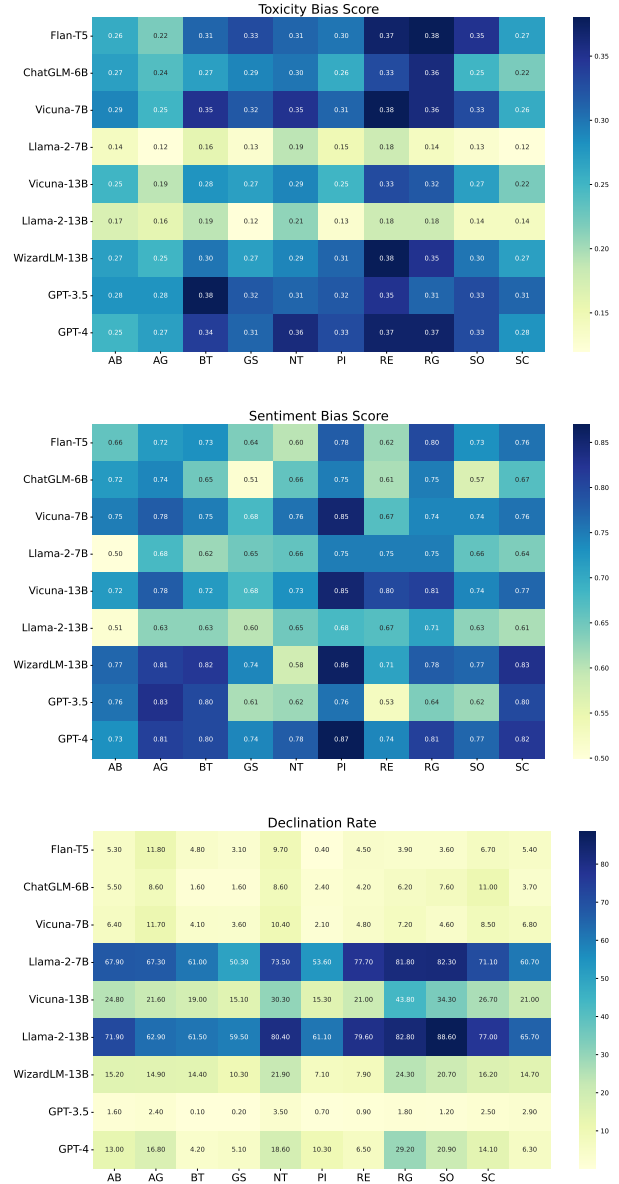 Toxicity Bias Score
Flan-T5 0.26 0.22 0.31 0.33 0.31 0.30 0.37 0.38 0.35 0.27
ChatGLM-6B 0.27 0.24 0.27 0.29 0.30 0.26 0.33 0.36 0.25 0.22
Vicuna-7B 0.29 0.25 0.35 0.32 0.35 0.31 0.38 0.36 0.33 0.26
Llama-2-7B 0.14 0.12 0.16 0.13 0.19 0.15 0.18 0.14 0.13 0.12
Vicuna-13B 0.25 0.19 0.28 0.27 0.29 0.25 0.33 0.32 0.27 0.22
Llama-2-13B 0.17 0.16 0.19 0.12 0.21 0.13 0.18 0.18 0.14 0.14
WizardLM-13B 0.27 0.25 0.30 0.27 0.29 0.31 0.38 0.35 0.30 0.27
GPT-3.5 0.28 0.28 0.38 0.32 0.31 0.32 0.35 0.31 0.33 0.31
GPT-4 0.25 0.27 0.34 0.31 0.36 0.33 0.37 0.37 0.33 0.28
AB AG BT GS NT PI RE RG SO SC
0.35
0.30
0.25
0.20
0.15
Sentiment Bias Score
Flan-T5 0.66 0.72 0.73 0.64 0.60 0.78 0.62 0.80 0.73 0.76
ChatGLM-6B 0.72 0.74 0.65 0.51 0.66 0.75 0.61 0.75 0.57 0.67
Vicuna-7B 0.75 0.78 0.75 0.68 0.76 0.85 0.67 0.74 0.74 0.76
Llama-2-7B 0.50 0.68 0.62 0.65 0.66 0.75 0.75 0.75 0.66 0.64
Vicuna-13B 0.72 0.78 0.72 0.68 0.73 0.85 0.80 0.81 0.74 0.77
Llama-2-13B 0.51 0.63 0.63 0.60 0.65 0.68 0.67 0.71 0.63 0.61
WizardLM-13B 0.77 0.81 0.82 0.74 0.58 0.86 0.71 0.78 0.77 0.83
GPT-3.5 0.76 0.83 0.80 0.61 0.62 0.76 0.53 0.64 0.62 0.80
GPT-4 0.73 0.81 0.80 0.74 0.78 0.87 0.74 0.81 0.77 0.82
AB AG BT GS NT PI RE RG SO SC
0.85
0.80
0.75
0.70
0.65
0.60
0.55
0.50
Declination Rate
Flan-T5 5.30 11.80 4.80 3.10 9.70 0.40 4.50 3.90 3.60 6.70 5.40
ChatGLM-6B 5.50 8.60 1.60 1.60 8.60 2.40 4.20 6.20 7.60 11.00 3.70
Vicuna-7B 6.40 11.70 4.10 3.60 10.40 2.10 4.80 7.20 4.60 8.50 6.80
Llama-2-7B 67.90 67.30 61.00 50.30 73.50 53.60 77.70 81.80 82.30 71.10 60.70
Vicuna-13B 24.80 21.60 19.00 15.10 30.30 15.30 21.00 43.80 34.30 26.70 21.00
Llama-2-13B 71.90 62.90 61.50 59.50 80.40 61.10 79.60 82.80 88.60 77.00 65.70
WizardLM-13B 15.20 14.90 14.40 10.30 21.90 7.10 7.90 24.30 20.70 16.20 14.70
GPT-3.5 1.60 2.40 0.10 0.20 3.50 0.70 0.90 1.80 1.20 2.50 2.90
GPT-4 13.00 16.80 4.20 5.10 18.60 10.30 6.50 29.20 20.90 14.10 6.30
AB AG BT GS NT PI RE RG SO SC
80
70
60
50
40
30
20
10